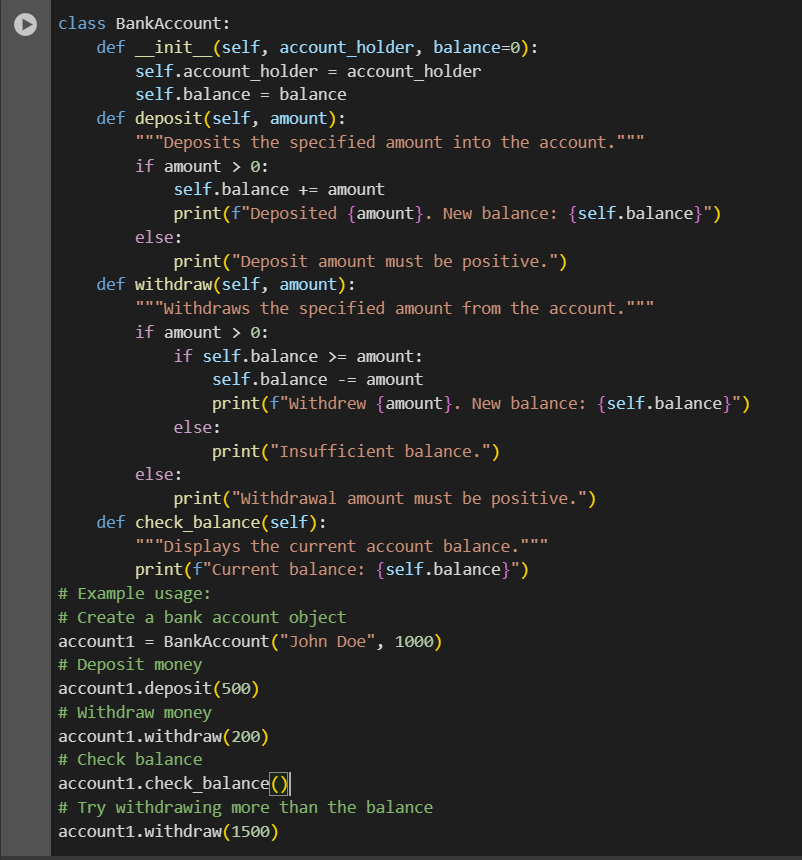 class BankAccount:
    def __init__(self, account_holder, balance=0):
        self.account_holder = account_holder
        self.balance = balance
    def deposit(self, amount):
        """Deposits the specified amount into the account."""
        if amount > 0:
            self.balance += amount
            print(f"Deposited {amount}. New balance: {self.balance}")
        else:
            print("Deposit amount must be positive.")
    def withdraw(self, amount):
        """Withdraws the specified amount from the account."""
        if amount > 0:
            if self.balance >= amount:
                self.balance -= amount
                print(f"Withdrew {amount}. New balance: {self.balance}")
            else:
                print("Insufficient balance.")
        else:
            print("Withdrawal amount must be positive.")
    def check_balance(self):
        """Displays the current account balance."""
        print(f"Current balance: {self.balance}")
# Example usage:
# Create a bank account object
account1 = BankAccount("John Doe", 1000)
# Deposit money
account1.deposit(500)
# Withdraw money
account1.withdraw(200)
# Check balance
account1.check_balance()
# Try withdrawing more than the balance
account1.withdraw(1500)